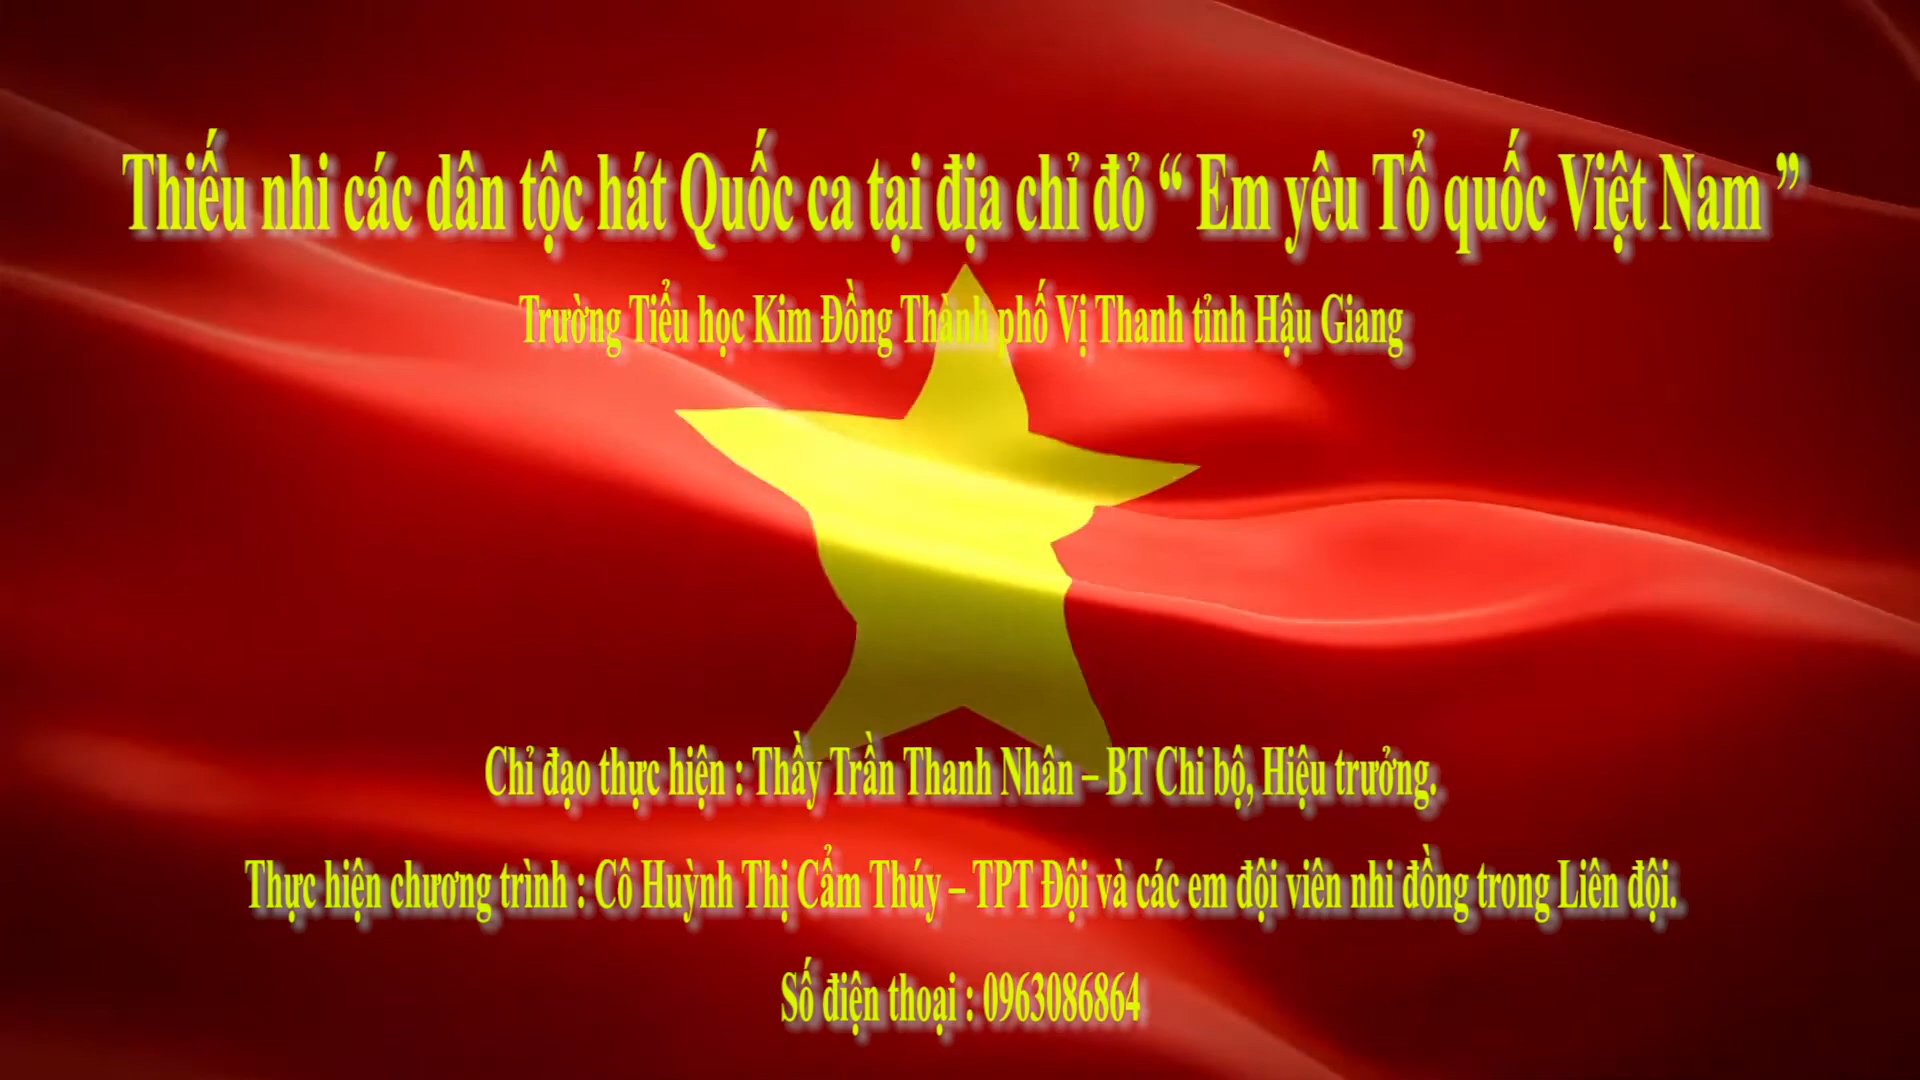 Thiếu nhi các dân tộc hát Quốc ca tại địa chỉ đỏ “ Em yêu Tổ quốc Việt Nam ”
Trường Tiểu học Kim Đồng Thành phố Vị Thanh tỉnh Hậu Giang
Chỉ đạo thực hiện : Thầy Trần Thanh Nhân – BT Chi bộ, Hiệu trưởng.
Thực hiện chương trình : Cô Huỳnh Thị Cẩm Thúy – TPT Đội và các em đội viên nhi đồng trong Liên đội.
Số điện thoại : 0963086864